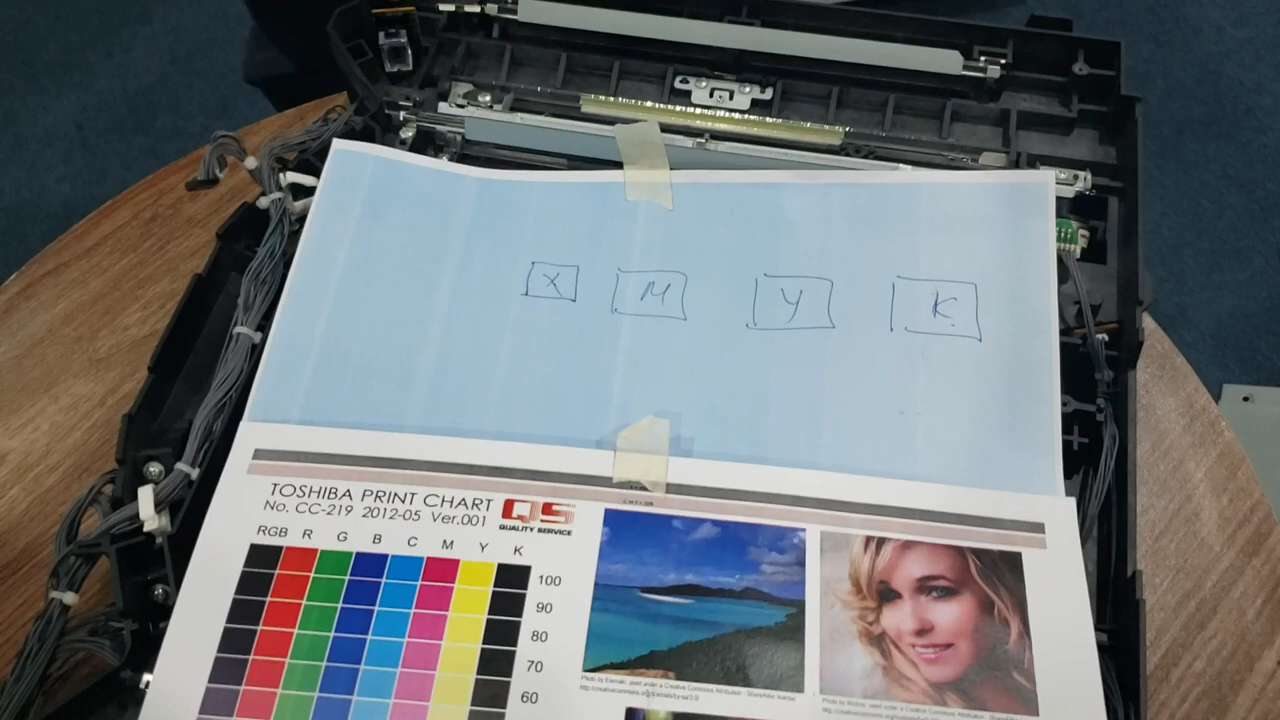 X M Y K
TOSHIBA PRINT CHART
No. CC-219 2012-05 Ver.001
QS
QUALITY SERVICE
RGB R G B C M Y K
100
90
80
70
60